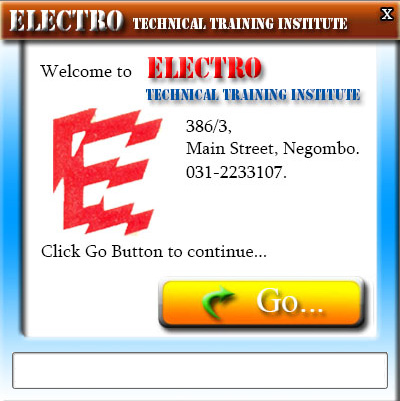 ELECTRO TECHNICAL TRAINING INSTITUTE x
Welcome to ELECTRO
TECHNICAL TRAINING INSTITUTE
386/3,
Main Street, Negombo.
031-2233107.
Click Go Button to continue...
Go...